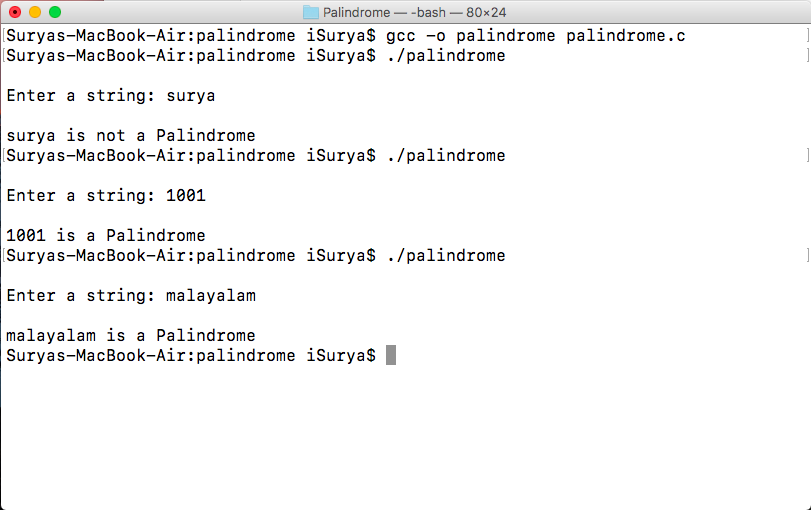 Palindrome — -bash — 80×24
[Suryas-MacBook-Air:palindrome iSurya$ gcc -o palindrome palindrome.c ]
[Suryas-MacBook-Air:palindrome iSurya$ ./palindrome ]
Enter a string: surya
surya is not a Palindrome
[Suryas-MacBook-Air:palindrome iSurya$ ./palindrome ]
Enter a string: 1001
1001 is a Palindrome
[Suryas-MacBook-Air:palindrome iSurya$ ./palindrome ]
Enter a string: malayalam
malayalam is a Palindrome
Suryas-MacBook-Air:palindrome iSurya$